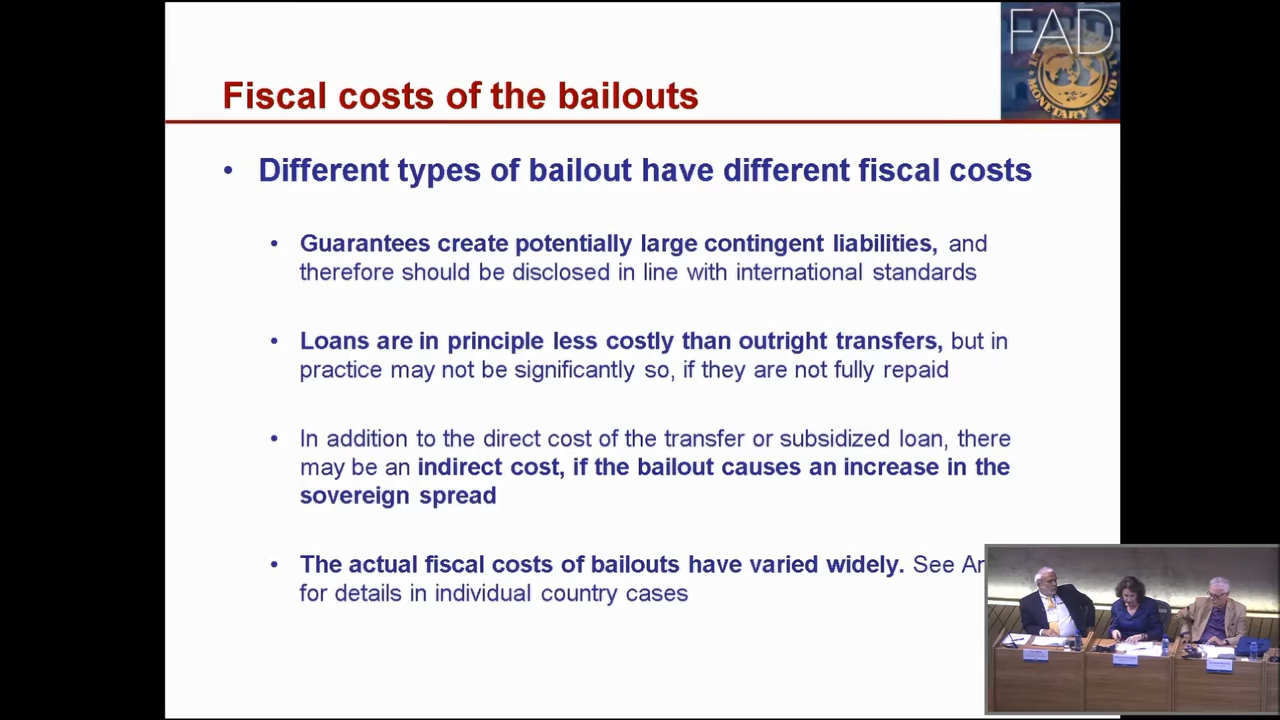 FAD
INTERNATIONAL
MONETARY FUND
Fiscal costs of the bailouts
• Different types of bailout have different fiscal costs
• Guarantees create potentially large contingent liabilities, and
therefore should be disclosed in line with international standards
• Loans are in principle less costly than outright transfers, but in
practice may not be significantly so, if they are not fully repaid
• In addition to the direct cost of the transfer or subsidized loan, there
may be an indirect cost, if the bailout causes an increase in the
sovereign spread
• The actual fiscal costs of bailouts have varied widely. See
for details in individual country cases